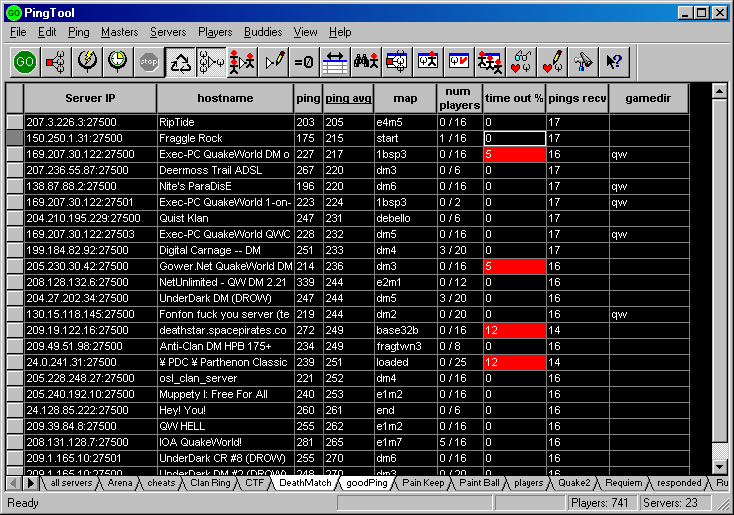 PingTool
File Edit Ping Masters Servers Players Buddies View Help
GO stop =0
Server IP hostname ping ping avg map num players time out % pings recv gamedir
207.3.226.3:27500 RipTide 203 205 e4m5 0 / 16 0 17
150.250.1.31:27500 Fraggle Rock 175 215 start 1 / 16 0 17
169.207.30.122:27500 Exec-PC QuakeWorld DM o 227 217 1bsp3 0 / 16 5 16 qw
207.236.55.87:27500 Deermoss Trail ADSL 267 220 dm3 0 / 6 0 17
138.87.88.2:27500 Nite's ParaDisE 196 220 dm6 0 / 16 0 17 qw
169.207.30.122:27501 Exec-PC QuakeWorld 1-on- 223 224 1bsp3 0 / 2 0 17 qw
204.210.195.229:27500 Quist Klan 247 231 debello 0 / 6 0 17
169.207.30.122:27503 Exec-PC QuakeWorld QWC 228 232 dm5 0 / 16 0 17 qw
199.184.82.92:27500 Digital Carnage -- DM 251 233 dm4 3 / 20 0 17
205.230.30.42:27500 Gower.Net QuakeWorld DM 214 236 dm3 0 / 16 5 16
208.128.132.6:27500 NetUnlimited - QW DM 2.21 339 244 e2m1 0 / 12 0 16
204.27.202.34:27500 UnderDark DM (DROW) 247 244 dm5 3 / 20 0 16
130.15.118.145:27500 Fonfon fuck you server (te 219 244 dm2 0 / 20 0 16 qw
209.19.122.16:27500 deathstar.spacepirates.co 272 249 base32b 0 / 16 12 14
209.49.51.98:27500 Anti-Clan DM HPB 175+ 234 249 fragtwn3 0 / 8 0 16
24.0.241.31:27500 ¥ PDC ¥ Parthenon Classic 239 251 loaded 0 / 25 12 14
205.228.248.27:27500 osl_clan_server 221 252 dm4 0 / 16 0 16
205.240.192.10:27500 Muppety I: Free For All 240 253 e1m2 0 / 16 0 16
24.128.85.222:27500 Hey! You! 260 261 end 0 / 6 0 16
209.39.84.8:27500 QW HELL 255 262 e1m2 0 / 16 0 16
208.131.128.7:27500 IOA QuakeWorld! 281 265 e1m7 5 / 16 0 16
209.1.165.10:27501 UnderDark CR #8 (DROW) 255 270 dm6 0 / 16 0 16
209.1.165.10:27500 UnderDark DM #2 (DROW) 248 270 dm3 0 / 20 0 16
all servers Arena cheats Clan Ring CTF DeathMatch goodPing Pain Keep Paint Ball players Quake2 Requiem responded Ru
Ready Players: 741 Servers: 23